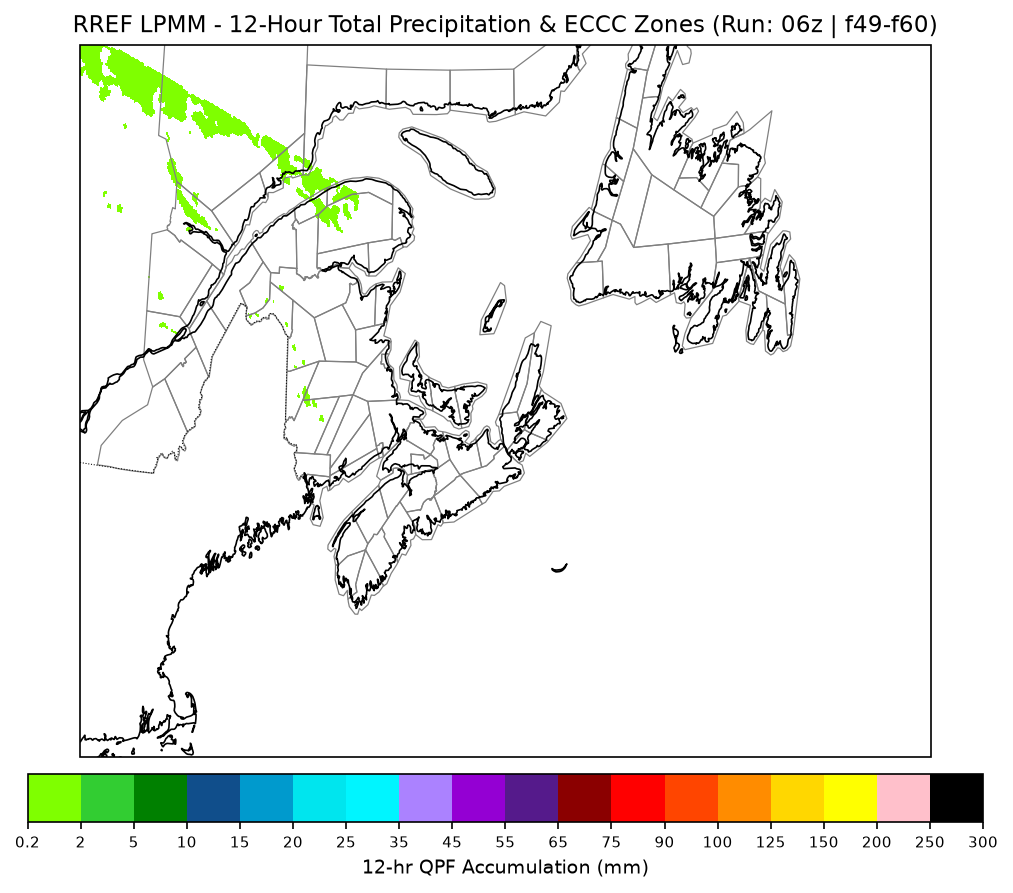 RREF LPMM - 12-Hour Total Precipitation & ECCC Zones (Run: 06z | f49-f60)
0.2 2 5 10 15 20 25 35 45 55 65 80 90 100 125 150 200 250 300
12-hr QPF Accumulation (mm)